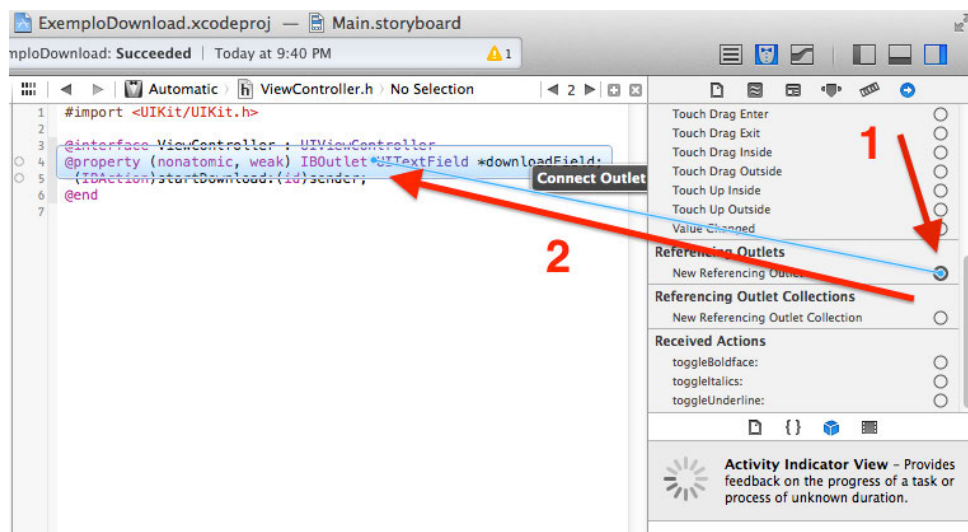 ExemploDownload.xcodeproj — Main.storyboard
mploDownload: Succeeded | Today at 9:40 PM
1
Automatic ViewController.h No Selection
2
1 #import <UIKit/UIKit.h>
2
3 @interface ViewController : UIViewController
4 @property (nonatomic, weak) IBOutlet UITextField *downloadField;
5 (IBAction)startDownload:(id)sender;
6 @end
7
Connect Outlet
2
Touch Drag Enter
Touch Drag Exit
Touch Drag Inside
Touch Drag Outside
Touch Up Inside
Touch Up Outside
Value Changed
1
Referencing Outlets
New Referencing Outlet
Referencing Outlet Collections
New Referencing Outlet Collection
Received Actions
toggleBoldface:
toggleItalics:
toggleUnderline:
{ }
Activity Indicator View – Provides
feedback on the progress of a task or
process of unknown duration.